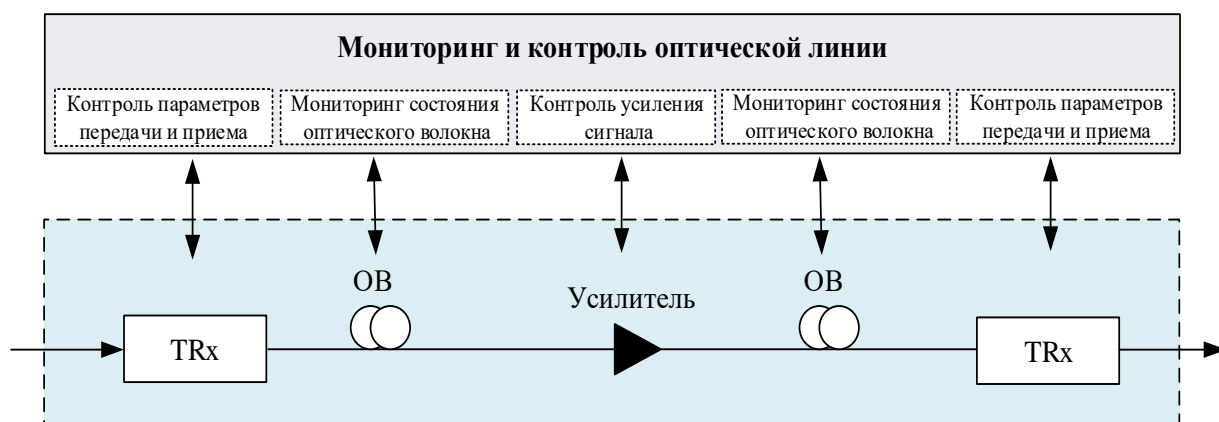 Мониторинг и контроль оптической линии
Контроль параметров
передачи и приема
Мониторинг состояния
оптического волокна
Контроль усиления
сигнала
Мониторинг состояния
оптического волокна
Контроль параметров
передачи и приема
ОВ
Усилитель
ОВ
TRx
TRx